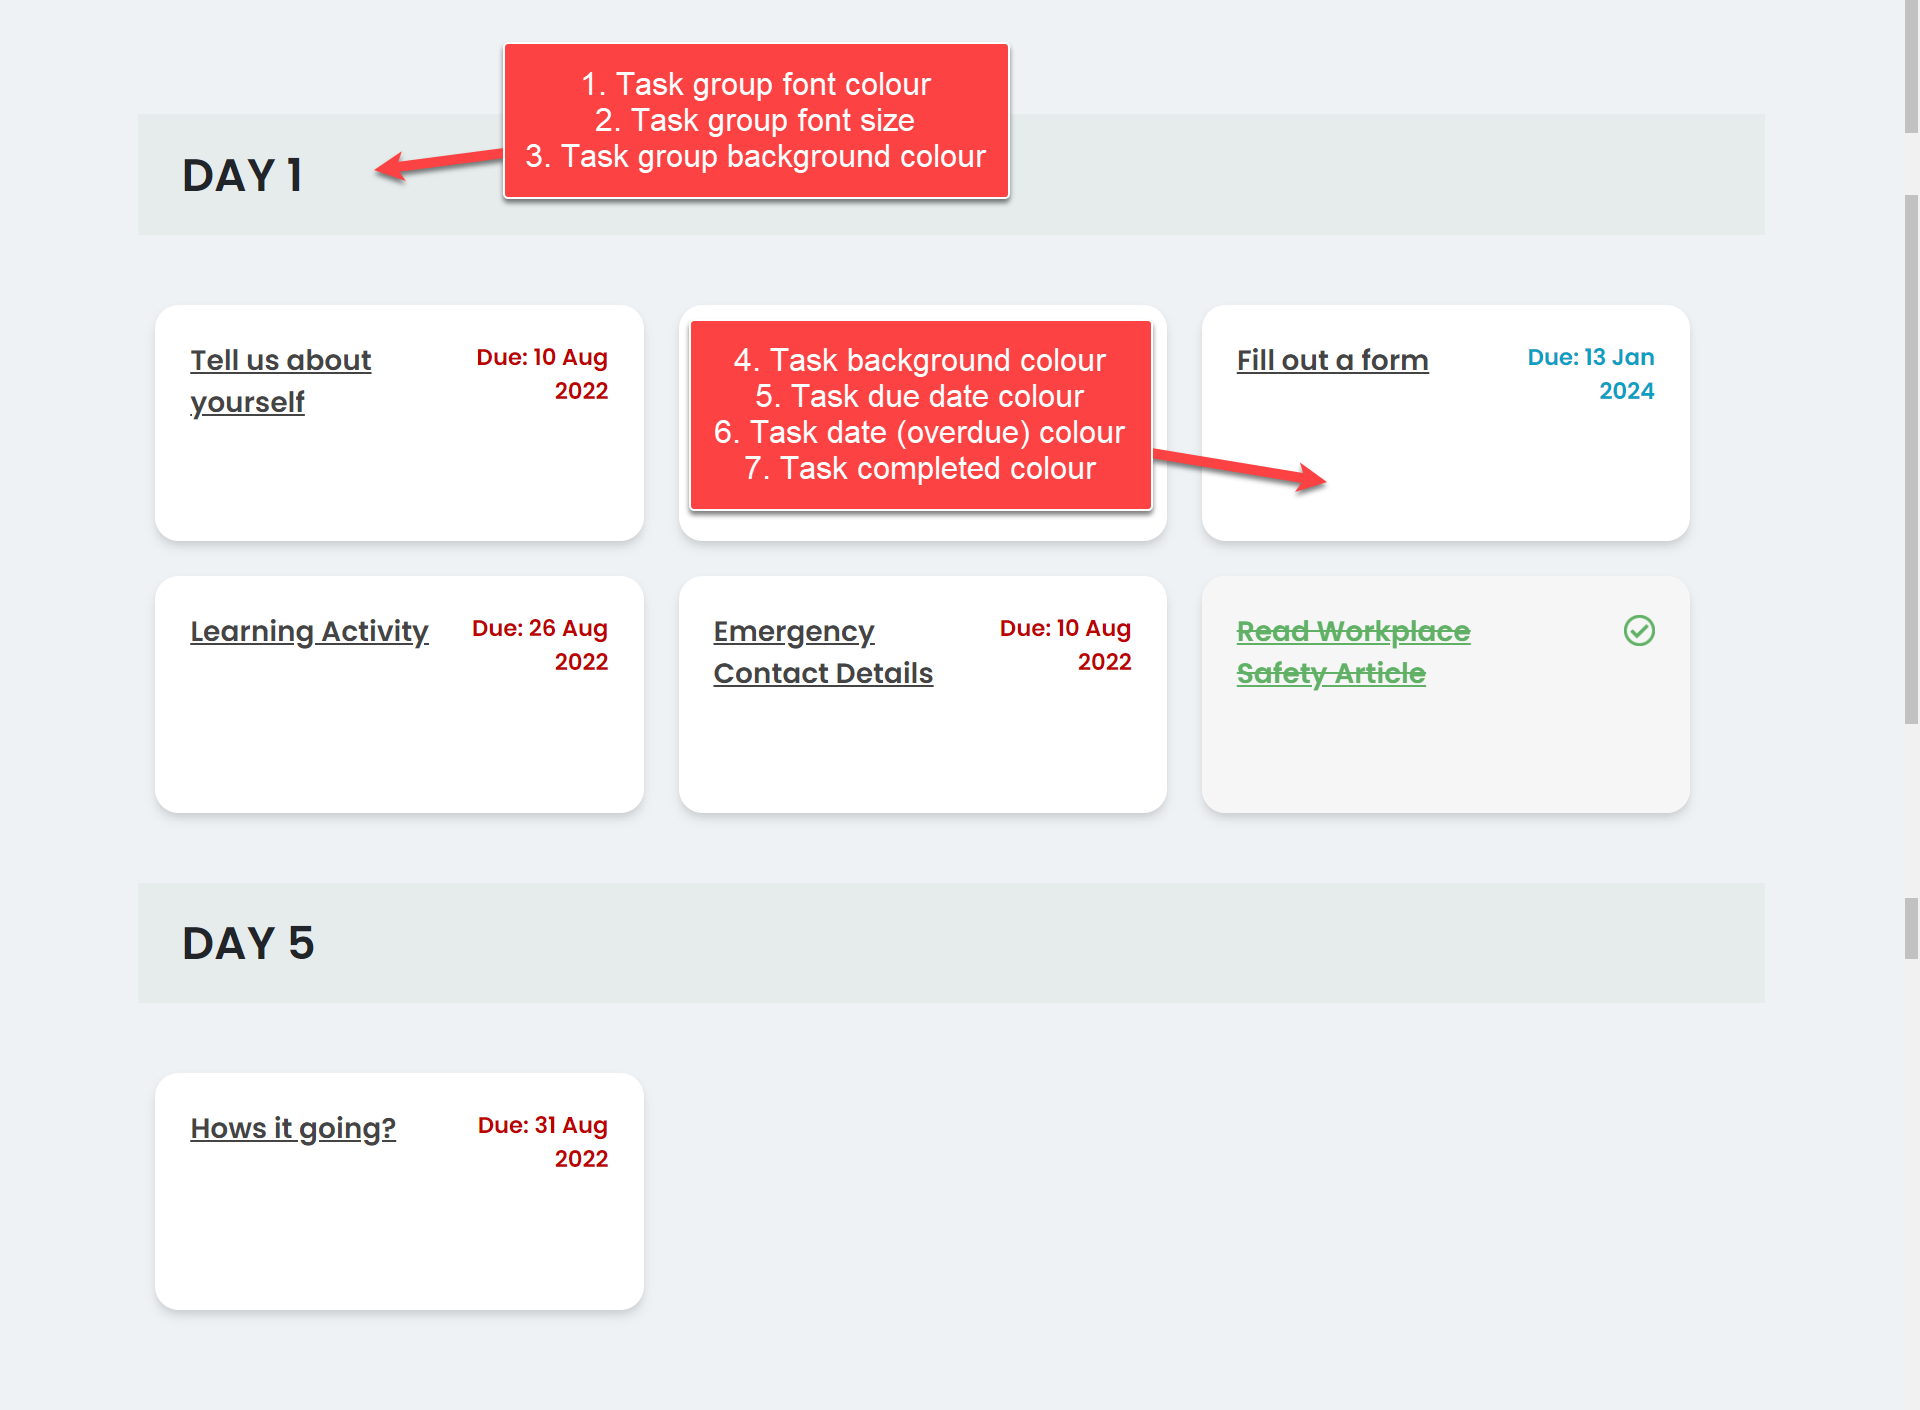 1. Task group font colour
2. Task group font size
3. Task group background colour
DAY 1
Tell us about
yourself
Due: 10 Aug
2022
4. Task background colour
5. Task due date colour
6. Task date (overdue) colour
7. Task completed colour
Fill out a form
Due: 13 Jan
2024
Learning Activity
Due: 26 Aug
2022
Emergency
Contact Details
Due: 10 Aug
2022
Read Workplace
Safety Article
DAY 5
Hows it going?
Due: 31 Aug
2022